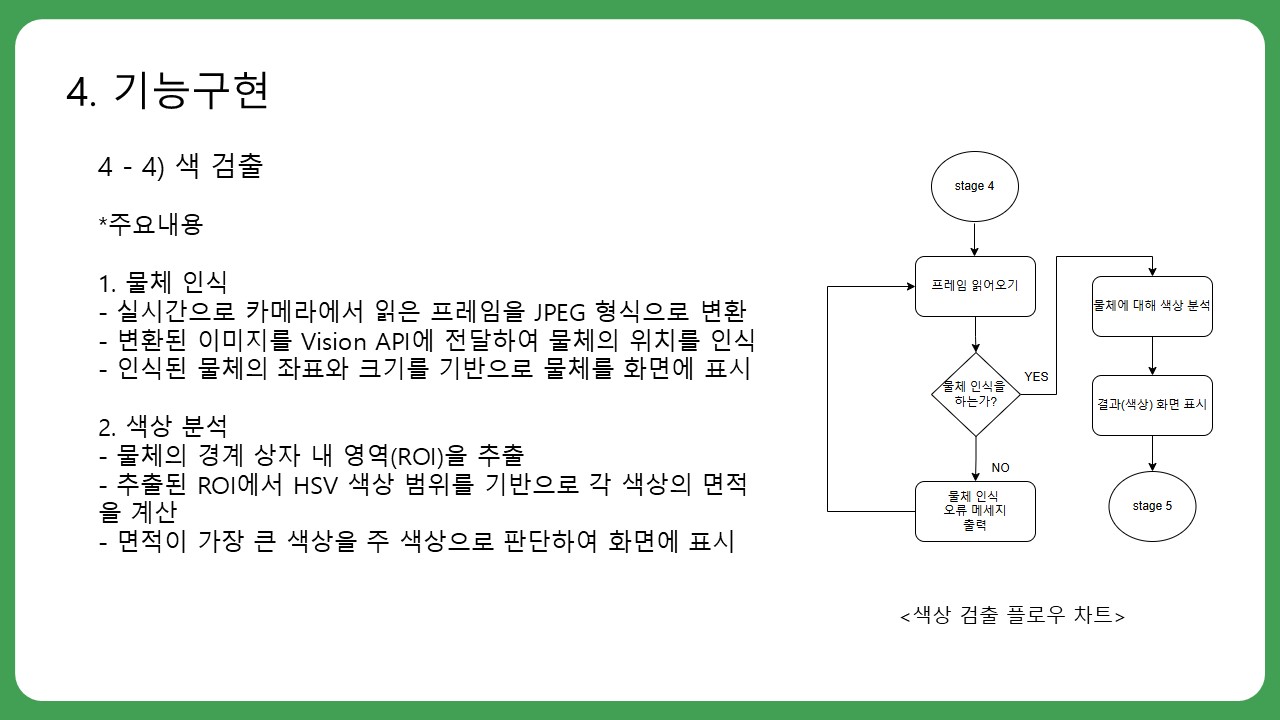 4. 기능구현
4 - 4) 색 검출
*주요내용
1. 물체 인식
- 실시간으로 카메라에서 읽은 프레임을 JPEG 형식으로 변환
- 변환된 이미지를 Vision API에 전달하여 물체의 위치를 인식
- 인식된 물체의 좌표와 크기를 기반으로 물체를 화면에 표시
2. 색상 분석
- 물체의 경계 상자 내 영역(ROI)을 추출
- 추출된 ROI에서 HSV 색상 범위를 기반으로 각 색상의 면적
을 계산
- 면적이 가장 큰 색상을 주 색상으로 판단하여 화면에 표시
stage 4
프레임 읽어오기
물체 인식을
하는가?
YES
NO
물체 인식
오류 메세지
출력
물체에 대해 색상 분석
결과(색상) 화면 표시
stage 5
<색상 검출 플로우 차트>